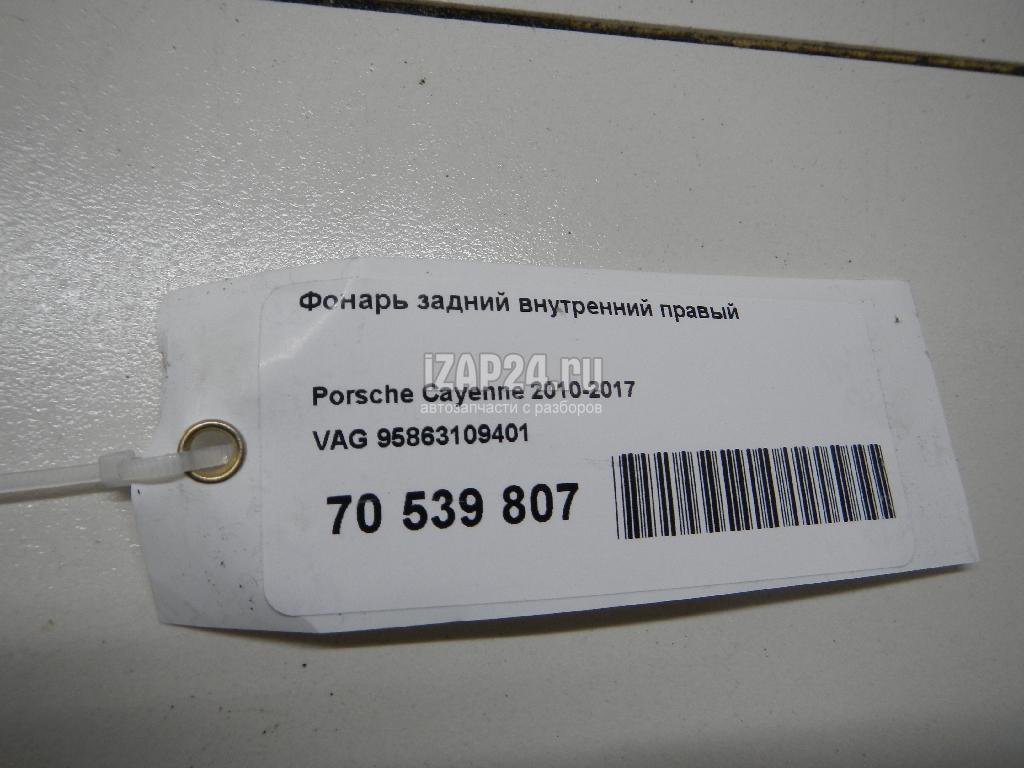 Фонарь задний внутренний правый
iZAP24.ru
Porsche Cayenne 2010-2017
автозапчасти с разборов
VAG 95863109401
70 539 807